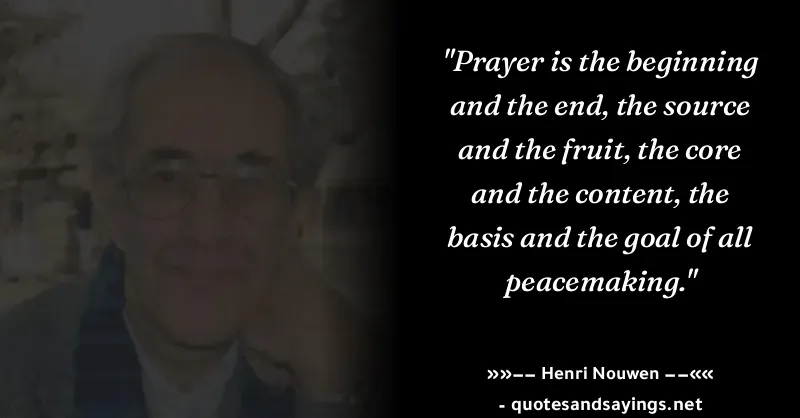 "Prayer is the beginning
and the end, the source
and the fruit, the core
and the content, the
basis and the goal of all
peacemaking."
»»−− Henri Nouwen −−««
- quotesandsayings.net